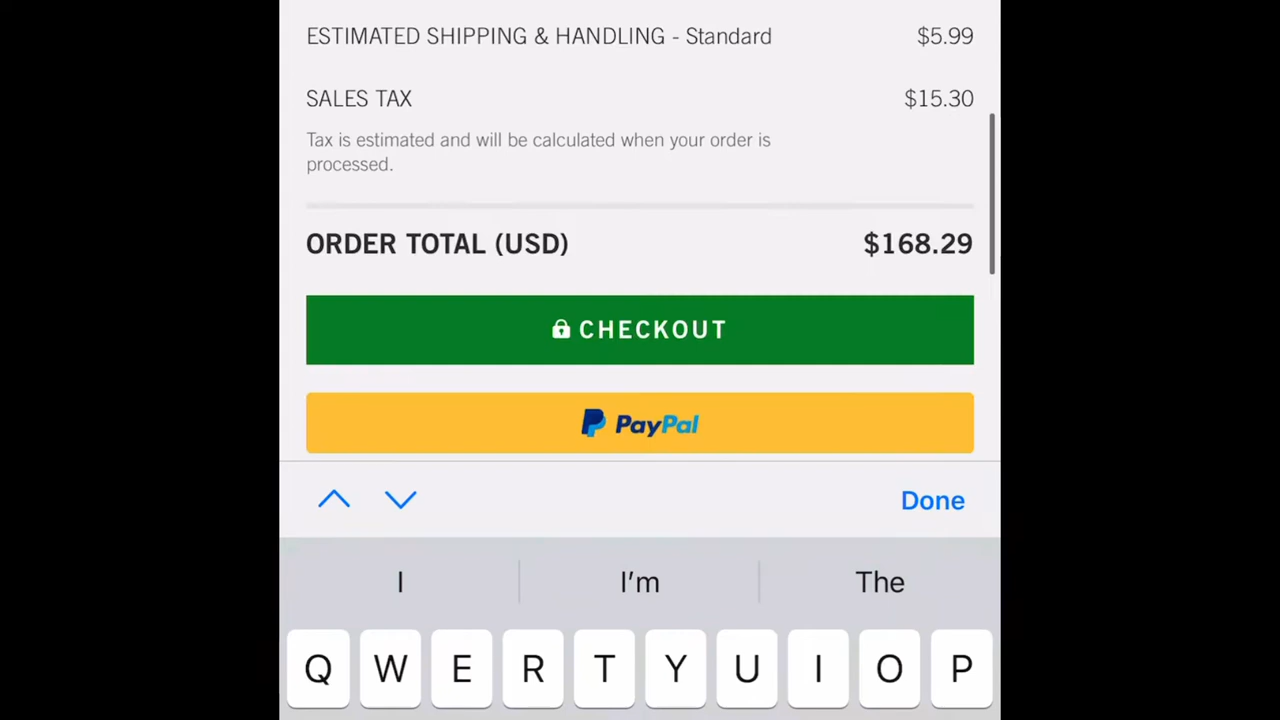 ESTIMATED SHIPPING & HANDLING - Standard $5.99
SALES TAX $15.30
Tax is estimated and will be calculated when your order is
processed.
ORDER TOTAL (USD) $168.29
CHECKOUT
PayPal
Done
I I'm The
Q W E R T Y U I O P